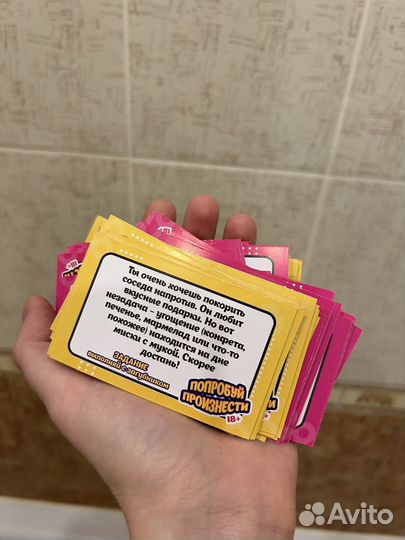 Ты очень хочешь покорить
соседа напротив. Он любит
вкусные подарки. Но вот
незадача - угощение (конфета,
печенье, мармелад или что-то
похожее) находится на дне
миски с мукой. Скорее
достань!
ЗАДАНИЕ
выполняй с загубником
ПОПРОБУЙ
ПРОИЗНЕСТИ
18+
Avito